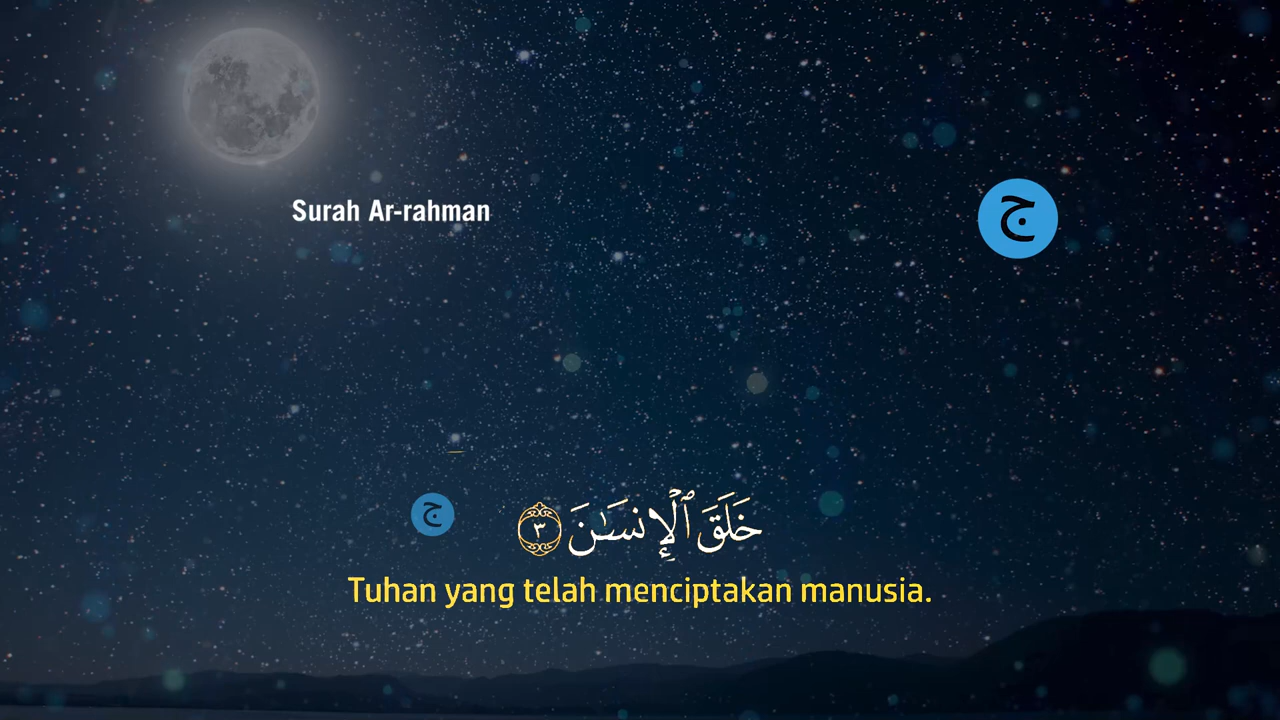 Surah Ar-rahman
ج
ج
خَلَقَ ٱلْإِنسَـٰنَ ٣
Tuhan yang telah menciptakan manusia.